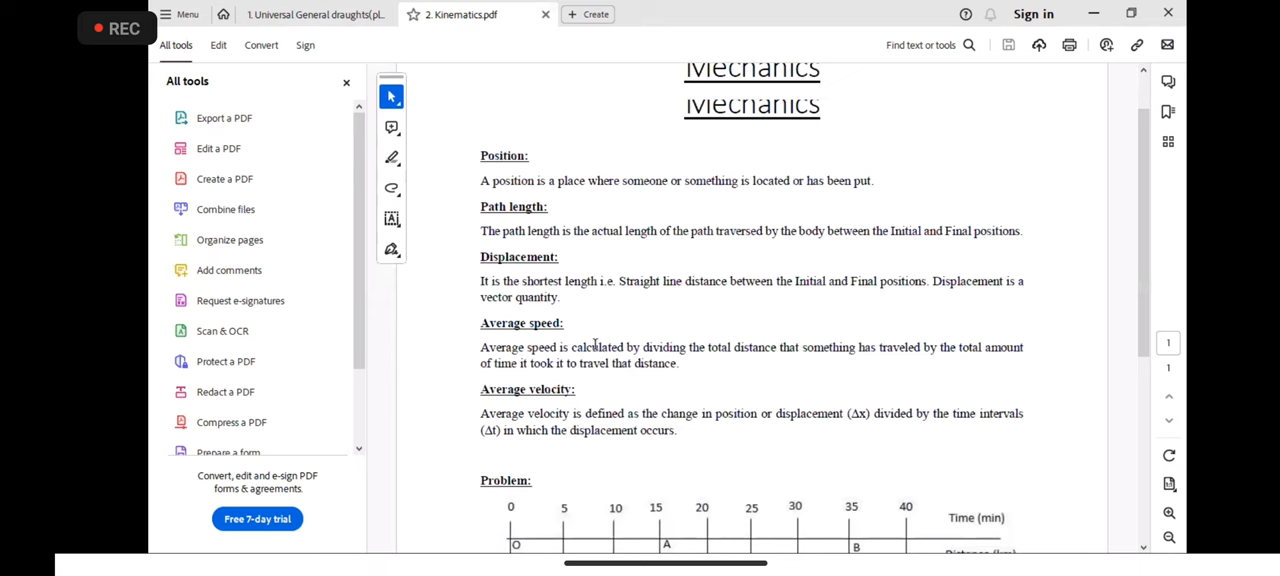 REC
Menu
1. Universal General draughts(pl..
2. Kinematics.pdf
Create
Sign in
All tools Edit Convert Sign
Find text or tools
All tools
Export a PDF
Edit a PDF
Create a PDF
Combine files
Organize pages
Add comments
Request e-signatures
Scan & OCR
Protect a PDF
Redact a PDF
Compress a PDF
Prepare a form
Convert, edit and e-sign PDF
forms & agreements.
Free 7-day trial
Mechanics
Mechanics
Position:
A position is a place where someone or something is located or has been put.
Path length:
The path length is the actual length of the path traversed by the body between the Initial and Final positions.
Displacement:
It is the shortest length i.e. Straight line distance between the Initial and Final positions. Displacement is a
vector quantity.
Average speed:
Average speed is calculated by dividing the total distance that something has traveled by the total amount
of time it took it to travel that distance.
Average velocity:
Average velocity is defined as the change in position or displacement (Δx) divided by the time intervals
(Δt) in which the displacement occurs.
Problem:
0 5 10 15 20 25 30 35 40 Time (min)
O A B Distance (km)
1
1